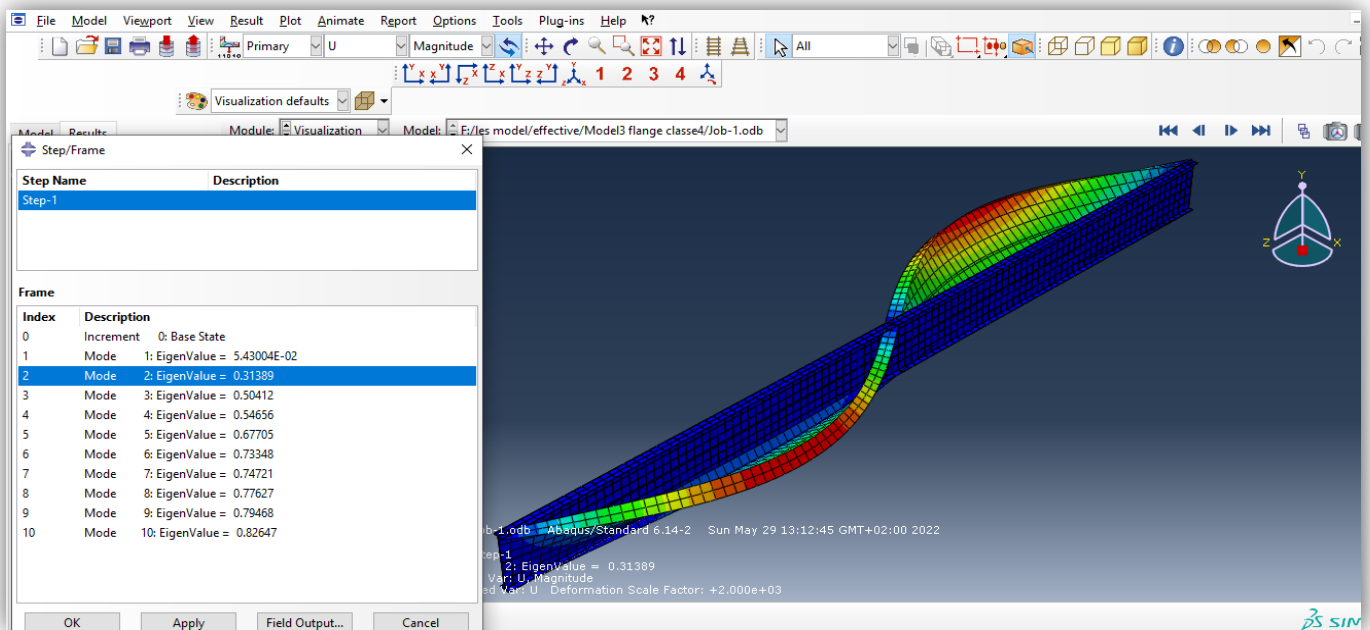 File Model Viewport View Result Plot Animate Report Options Tools Plug-ins Help
Primary U Magnitude All
1 2 3 4
Visualization defaults
Model Results Module: Visualization Model: F:/les model/effective/Model3 flange classe4/Job-1.odb
Step/Frame
Step Name Description
Step-1
Frame
Index Description
0 Increment 0: Base State
1 Mode 1: EigenValue = 5.43004E-02
2 Mode 2: EigenValue = 0.31389
3 Mode 3: EigenValue = 0.50412
4 Mode 4: EigenValue = 0.54656
5 Mode 5: EigenValue = 0.67705
6 Mode 6: EigenValue = 0.73348
7 Mode 7: EigenValue = 0.74721
8 Mode 8: EigenValue = 0.77627
9 Mode 9: EigenValue = 0.79468
10 Mode 10: EigenValue = 0.82647
OK Apply Field Output... Cancel
Y
Z X
b-1.odb Abaqus/Standard 6.14-2 Sun May 29 13:12:45 GMT+02:00 2022
ep-1
2: EigenValue = 0.31389
Var: U, Magnitude
ed Var: U Deformation Scale Factor: +2.000e+03
SIM